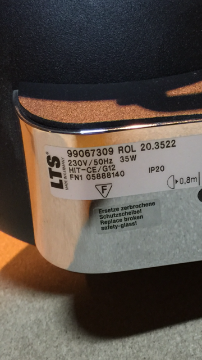 LTS
99067309 ROL 20.3522
230V/50Hz 35W
HIT-CE/G12
FN1 05888140
IP20
F
0,8m
Ersetze zerbrochene
Schutzscheibe!
Replace broken
safety-glass!